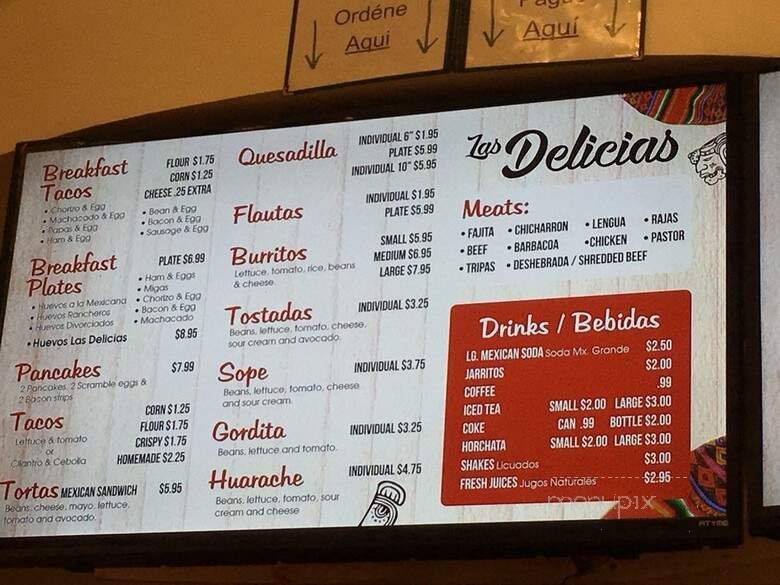 Ordéne
Aqui
Pague
Aquí
Breakfast
Tacos
FLOUR $1.75
CORN $1.25
CHEESE .25 EXTRA
• Chorizo & Egg
• Machacado & Egg
• Papas & Egg
• Ham & Egg
• Bean & Egg
• Bacon & Egg
• Sausage & Egg
Breakfast
Plates
PLATE $6.99
• Huevos a la Mexicana
• Huevos Rancheros
• Huevos Divorciados
• Ham & Eggs
• Migas
• Chorizo & Egg
• Bacon & Egg
• Machacado
• Huevos Las Delicias $8.95
Pancakes $7.99
2 Pancakes, 2 Scramble eggs &
2 Bacon strips
Tacos
Lettuce & tomato
or
Cilantro & Cebolla
CORN $1.25
FLOUR $1.75
CRISPY $1.75
HOMEMADE $2.25
Tortas MEXICAN SANDWICH $5.95
Beans, cheese, mayo, lettuce,
tomato and avocado.
Quesadilla
INDIVIDUAL 6" $1.95
PLATE $5.99
INDIVIDUAL 10" $5.95
Flautas
INDIVIDUAL $1.95
PLATE $5.99
Burritos
Lettuce, tomato, rice, beans
& cheese.
SMALL $5.95
MEDIUM $6.95
LARGE $7.95
Tostadas INDIVIDUAL $3.25
Beans, lettuce, tomato, cheese,
sour cream and avocado.
Sope INDIVIDUAL $3.75
Beans, lettuce, tomato, cheese
and sour cream.
Gordita INDIVIDUAL $3.25
Beans, lettuce and tomato.
Huarache INDIVIDUAL $4.75
Beans, lettuce, tomato, sour
cream and cheese
Las Delicias
Meats:
• FAJITA • CHICHARRON • LENGUA • RAJAS
• BEEF • BARBACOA • CHICKEN • PASTOR
• TRIPAS • DESHEBRADA / SHREDDED BEEF
Drinks / Bebidas
LG. MEXICAN SODA Soda Mx. Grande $2.50
JARRITOS $2.00
COFFEE .99
ICED TEA SMALL $2.00 LARGE $3.00
COKE CAN .99 BOTTLE $2.00
HORCHATA SMALL $2.00 LARGE $3.00
SHAKES Licuados $3.00
FRESH JUICES Jugos Naturales $2.95
menupix
ATYME